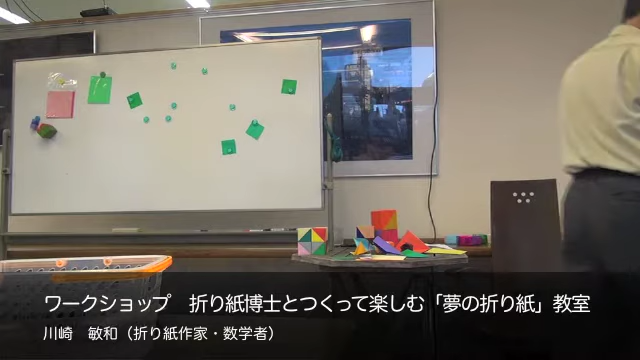 ワークショップ　折り紙博士とつくって楽しむ「夢の折り紙」教室
川崎　敏和（折り紙作家・数学者）